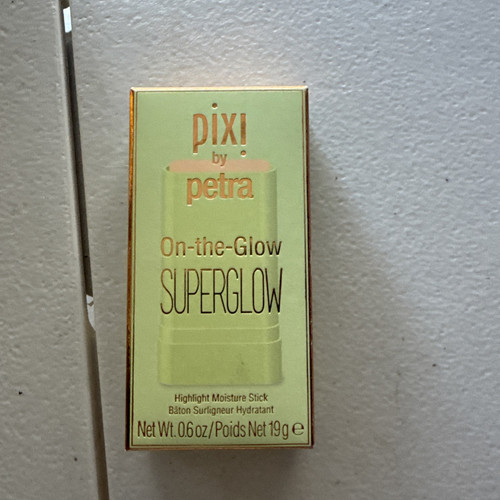 pixi
by
petra
On-the-Glow
SUPERGLOW
Highlight Moisture Stick
Bâton Surligneur Hydratant
Net Wt. 0.6 oz/Poids Net 19g e